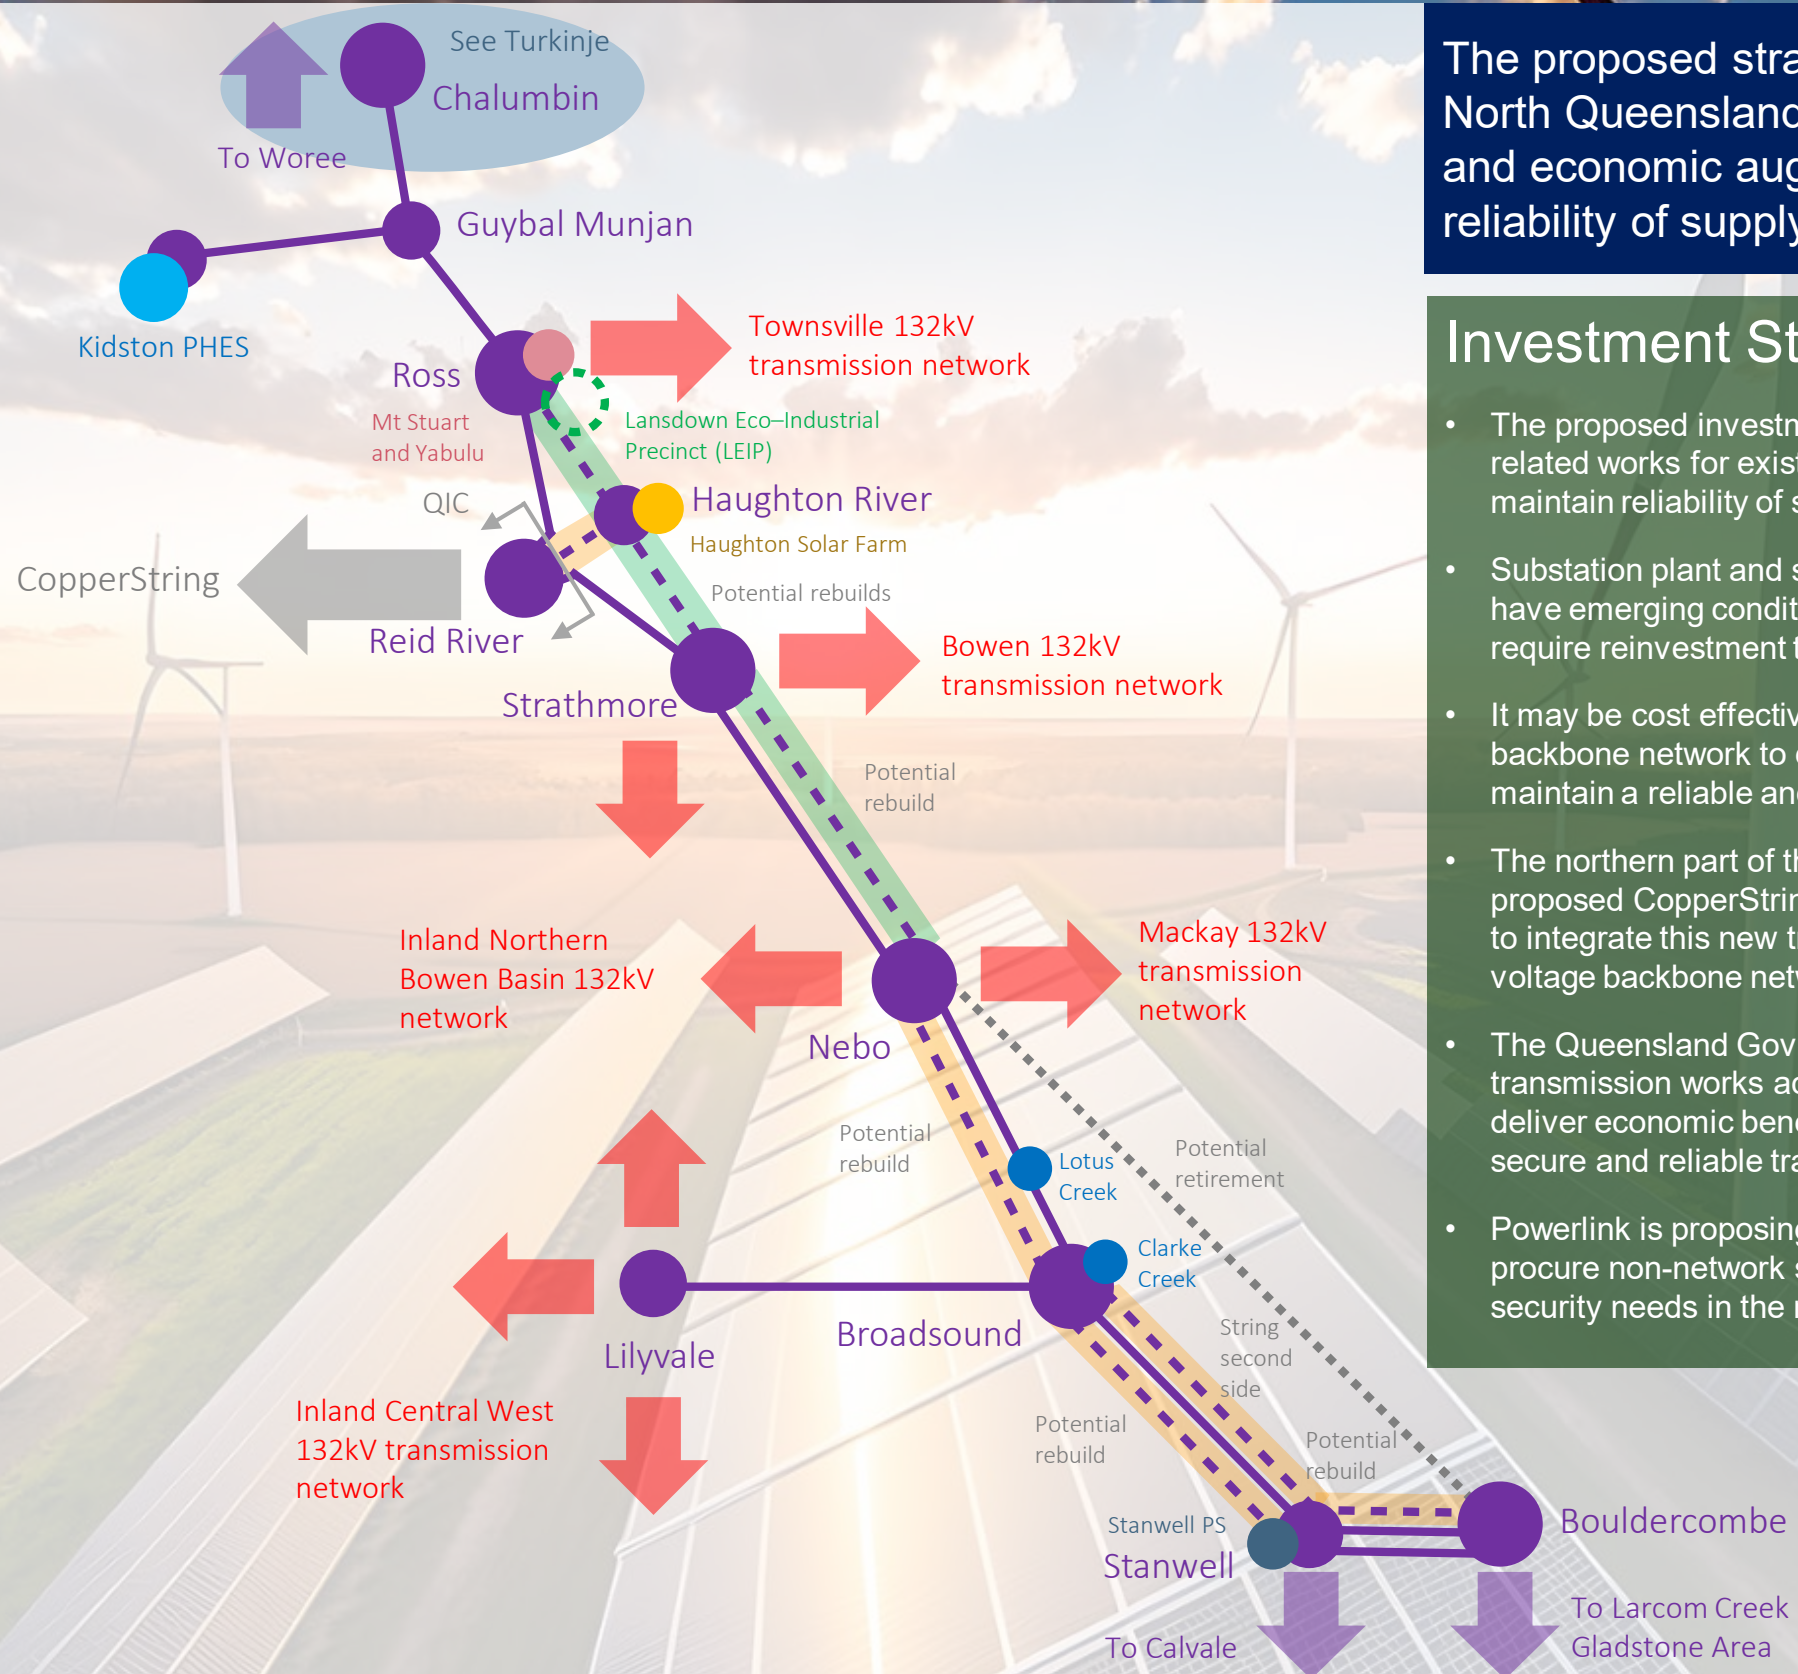 See Turkinje
Chalumbin
To Woree
Guybal Munjan
Kidston PHES
Townsville 132kV
transmission network
Ross
Mt Stuart
and Yabulu
Lansdown Eco–Industrial
Precinct (LEIP)
QIC
Haughton River
Haughton Solar Farm
CopperString
Potential rebuilds
Reid River
Bowen 132kV
transmission network
Strathmore
Potential
rebuild
Inland Northern
Bowen Basin 132kV
network
Mackay 132kV
transmission
network
Nebo
Potential
rebuild
Lotus
Creek
Potential
retirement
Clarke
Creek
Lilyvale
Broadsound
String
second
side
Inland Central West
132kV transmission
network
Potential
rebuild
Potential
rebuild
Stanwell PS
Stanwell
Bouldercombe
To Calvale
To Larcom Creek
Gladstone Area
The proposed stra
North Queensland
and economic aug
reliability of supply
Investment St
• The proposed investm
related works for exist
maintain reliability of s
• Substation plant and s
have emerging condit
require reinvestment t
• It may be cost effectiv
backbone network to
maintain a reliable an
• The northern part of th
proposed CopperStrin
to integrate this new tr
voltage backbone netw
• The Queensland Gov
transmission works ac
deliver economic bene
secure and reliable tra
• Powerlink is proposing
procure non-network s
security needs in the r